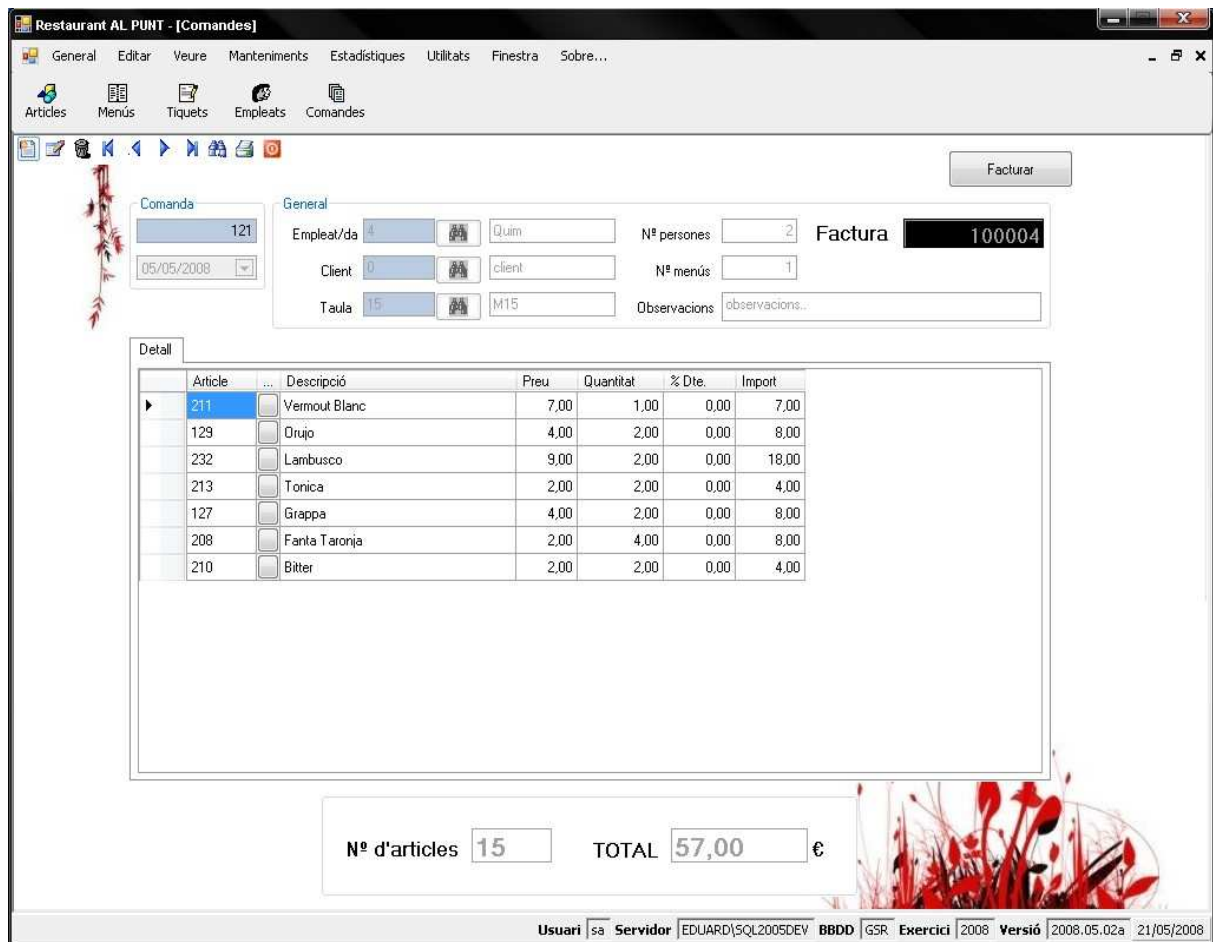 Restaurant AL PUNT - [Comandes]
General Editar Veure Manteniments Estadístiques Utilitats Finestra Sobre...
Articles Menús Tiquets Empleats Comandes
Facturar
Comanda General
121 Empleat/da 4 Quim Nº persones 2 Factura 100004
05/05/2008 Client 0 client Nº menús 1
Taula 15 M15 Observacions observacions..
Detall
Article ... Descripció Preu Quantitat % Dte. Import
211 Vermout Blanc 7,00 1,00 0,00 7,00
129 Orujo 4,00 2,00 0,00 8,00
232 Lambusco 9,00 2,00 0,00 18,00
213 Tonica 2,00 2,00 0,00 4,00
127 Grappa 4,00 2,00 0,00 8,00
208 Fanta Taronja 2,00 4,00 0,00 8,00
210 Bitter 2,00 2,00 0,00 4,00
Nº d'articles 15 TOTAL 57,00 €
Usuari sa Servidor EDUARD\SQL2005DEV BBDD GSR Exercici 2008 Versió 2008.05.02a 21/05/2008